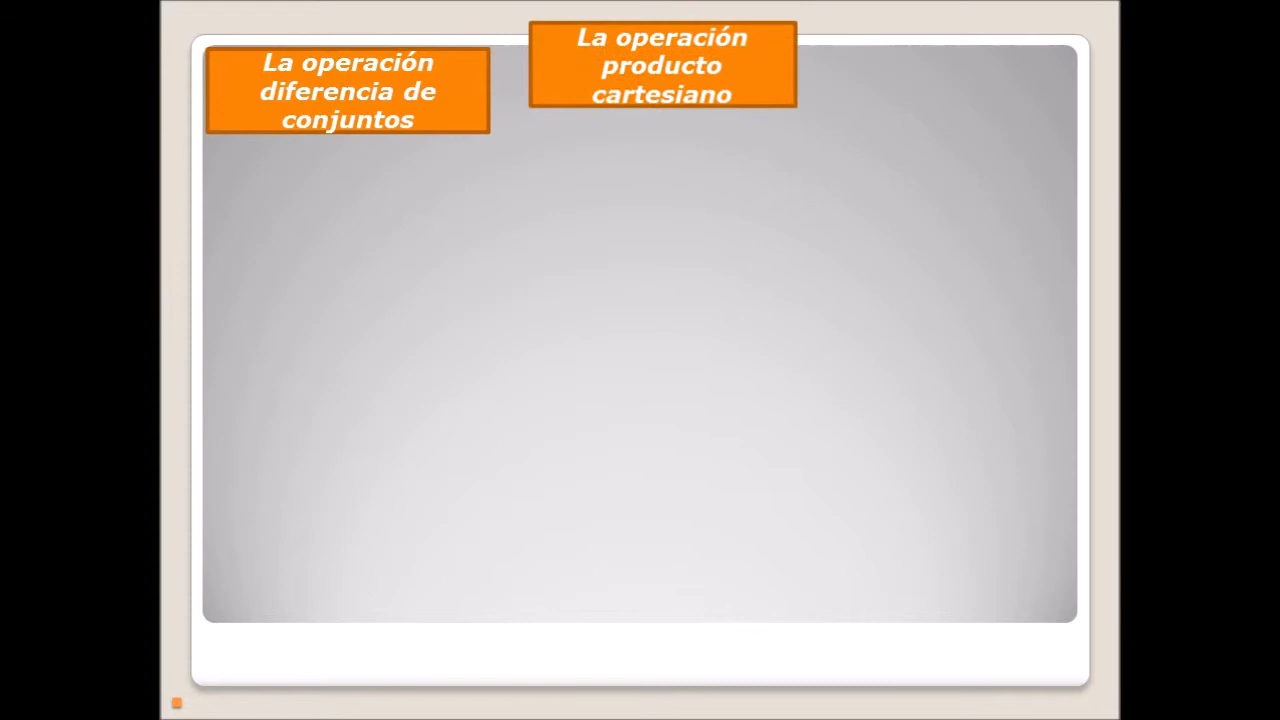 La operación
diferencia de
conjuntos
La operación
producto
cartesiano